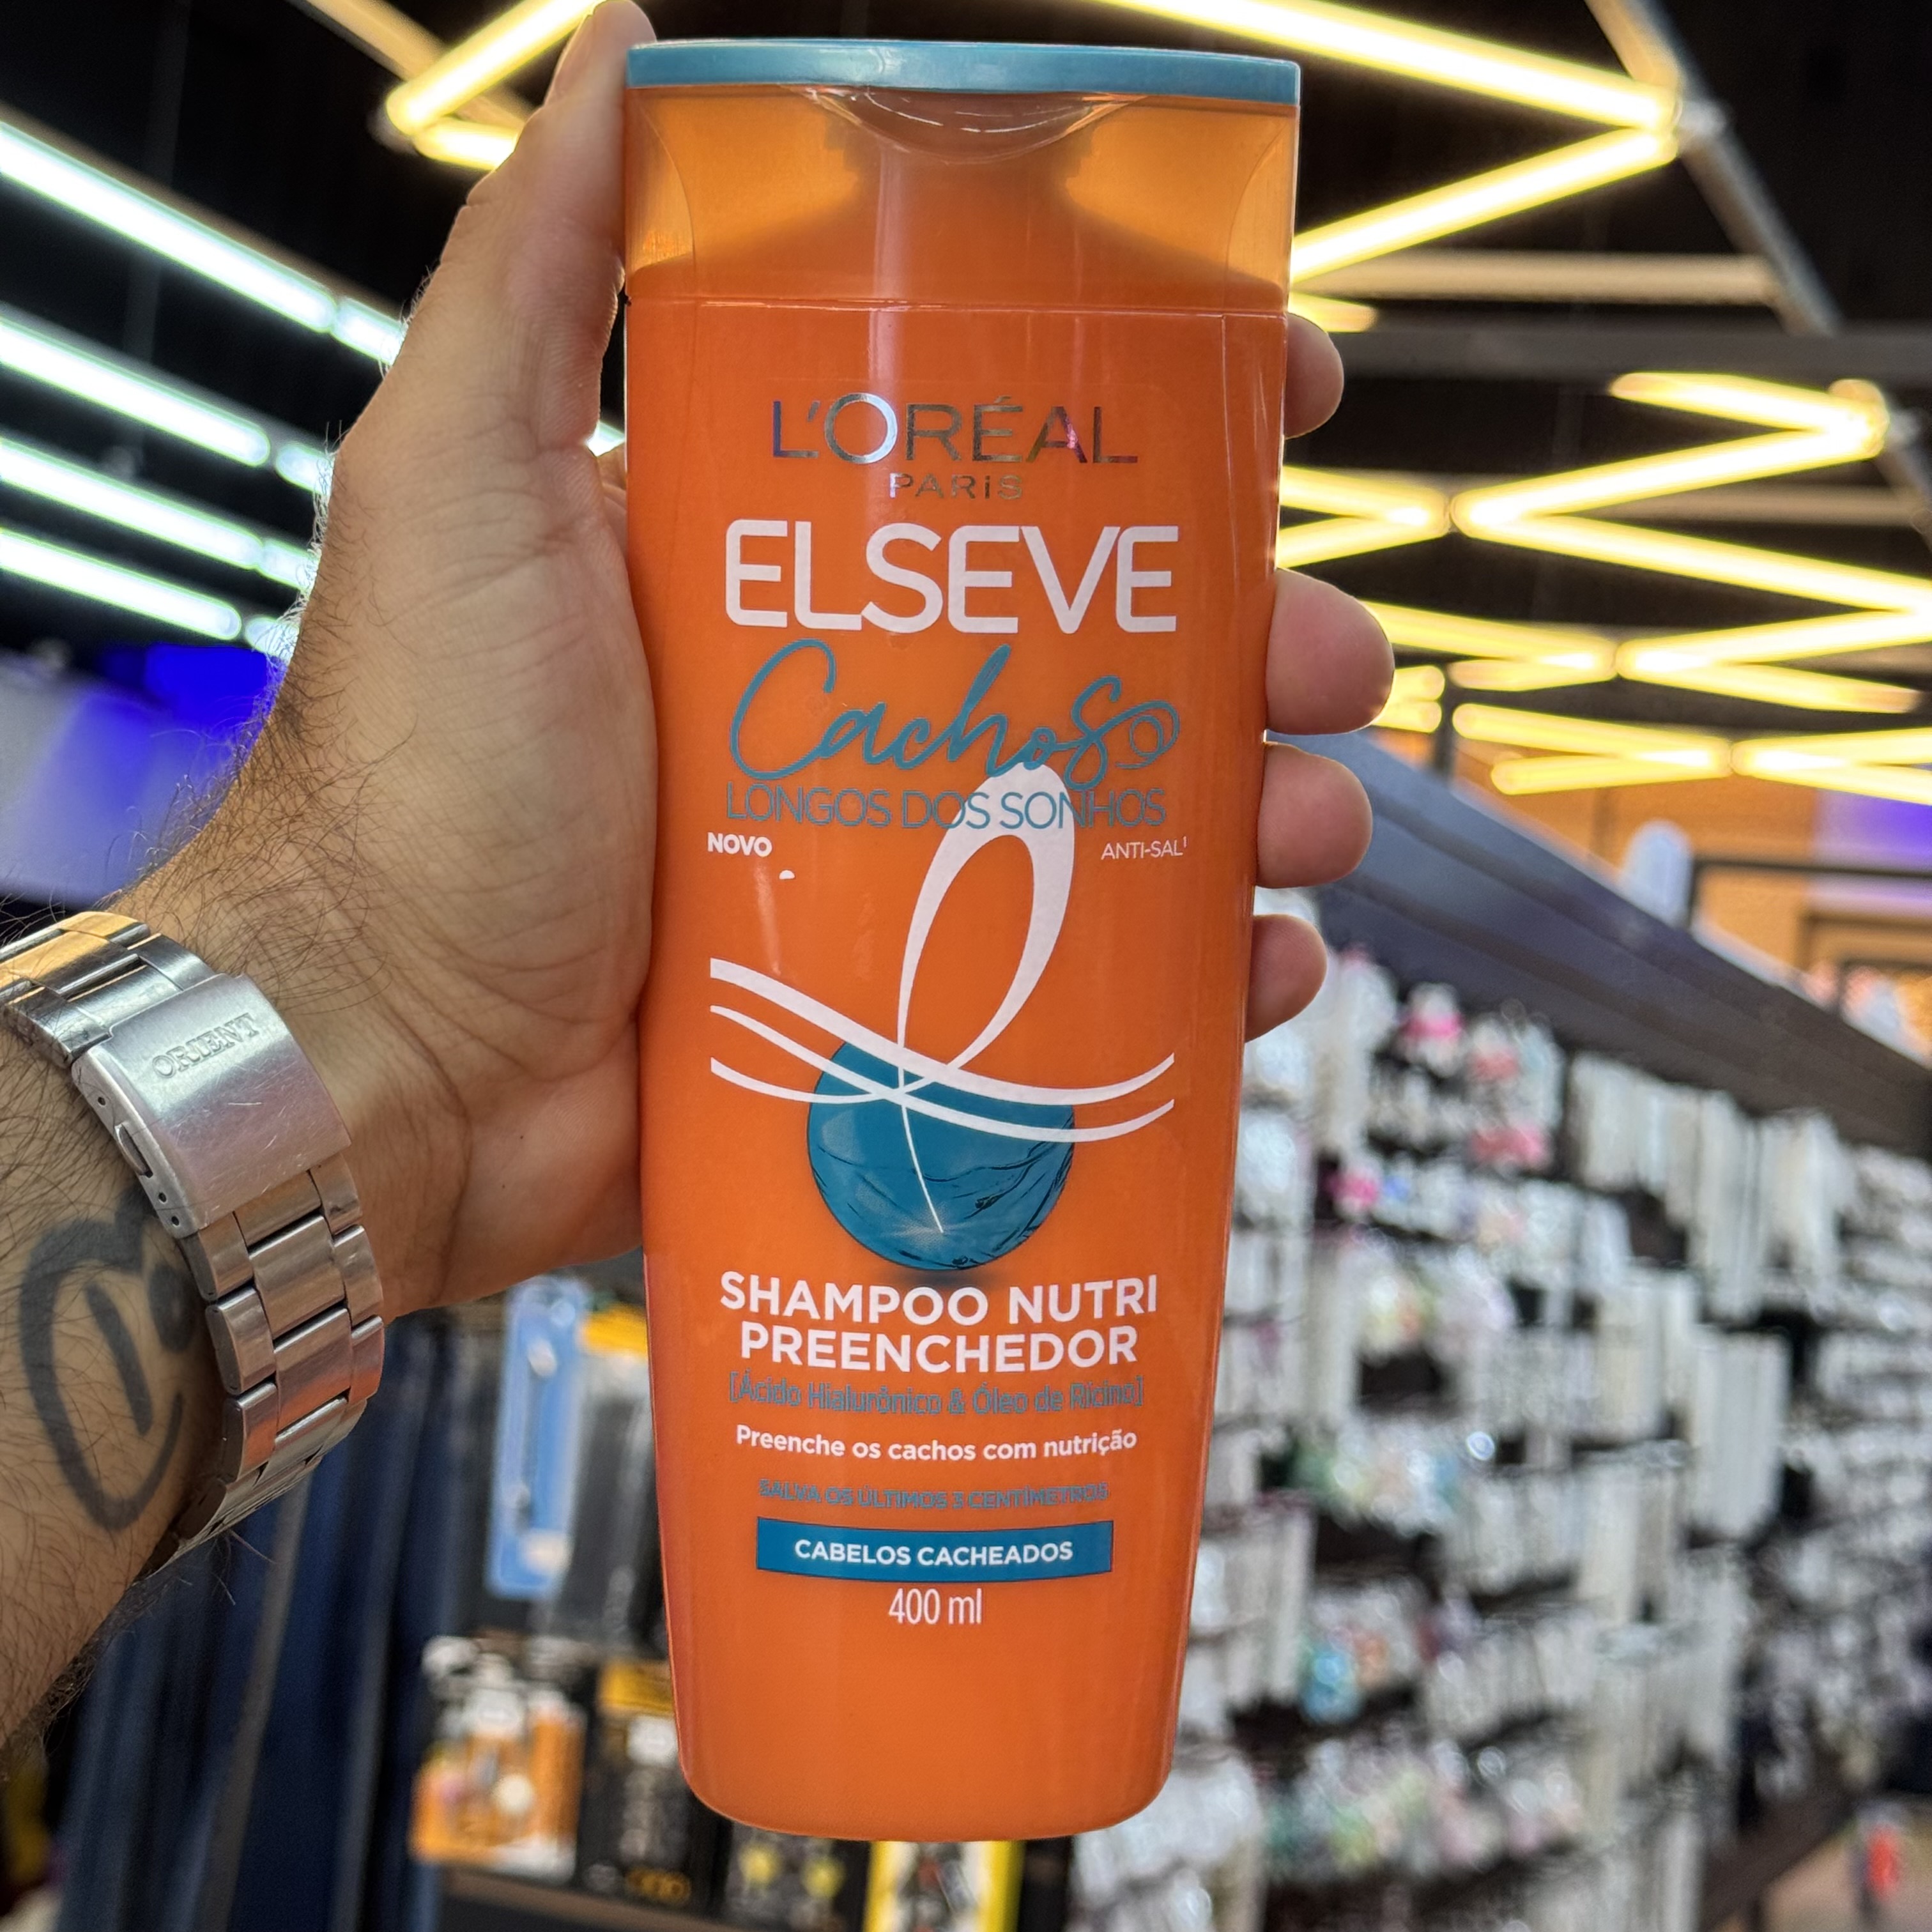 L'ORÉAL
PARIS
ELSEVE
Cachos
LONGOS DOS SONHOS
NOVO
ANTI-SAL¹
SHAMPOO NUTRI
PREENCHEDOR
[Ácido Hialurônico & Óleo de Rícino]
Preenche os cachos com nutrição
SALVA OS ÚLTIMOS 3 CENTÍMETROS
CABELOS CACHEADOS
400 ml
ORIENT